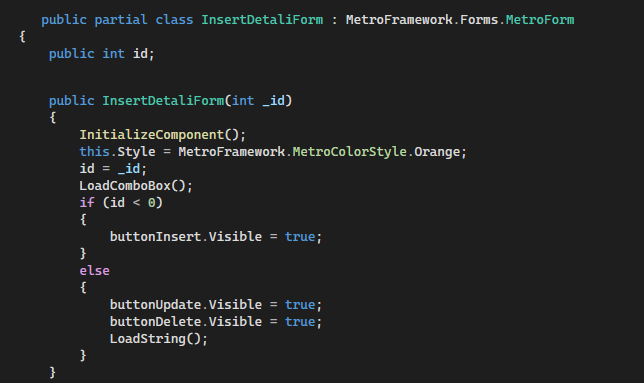 public partial class InsertDetaliForm : MetroFramework.Forms.MetroForm
{
public int id;
public InsertDetaliForm(int _id)
{
InitializeComponent();
this.Style = MetroFramework.MetroColorStyle.Orange;
id = _id;
LoadComboBox();
if (id < 0)
{
buttonInsert.Visible = true;
}
else
{
buttonUpdate.Visible = true;
buttonDelete.Visible = true;
LoadString();
}
}